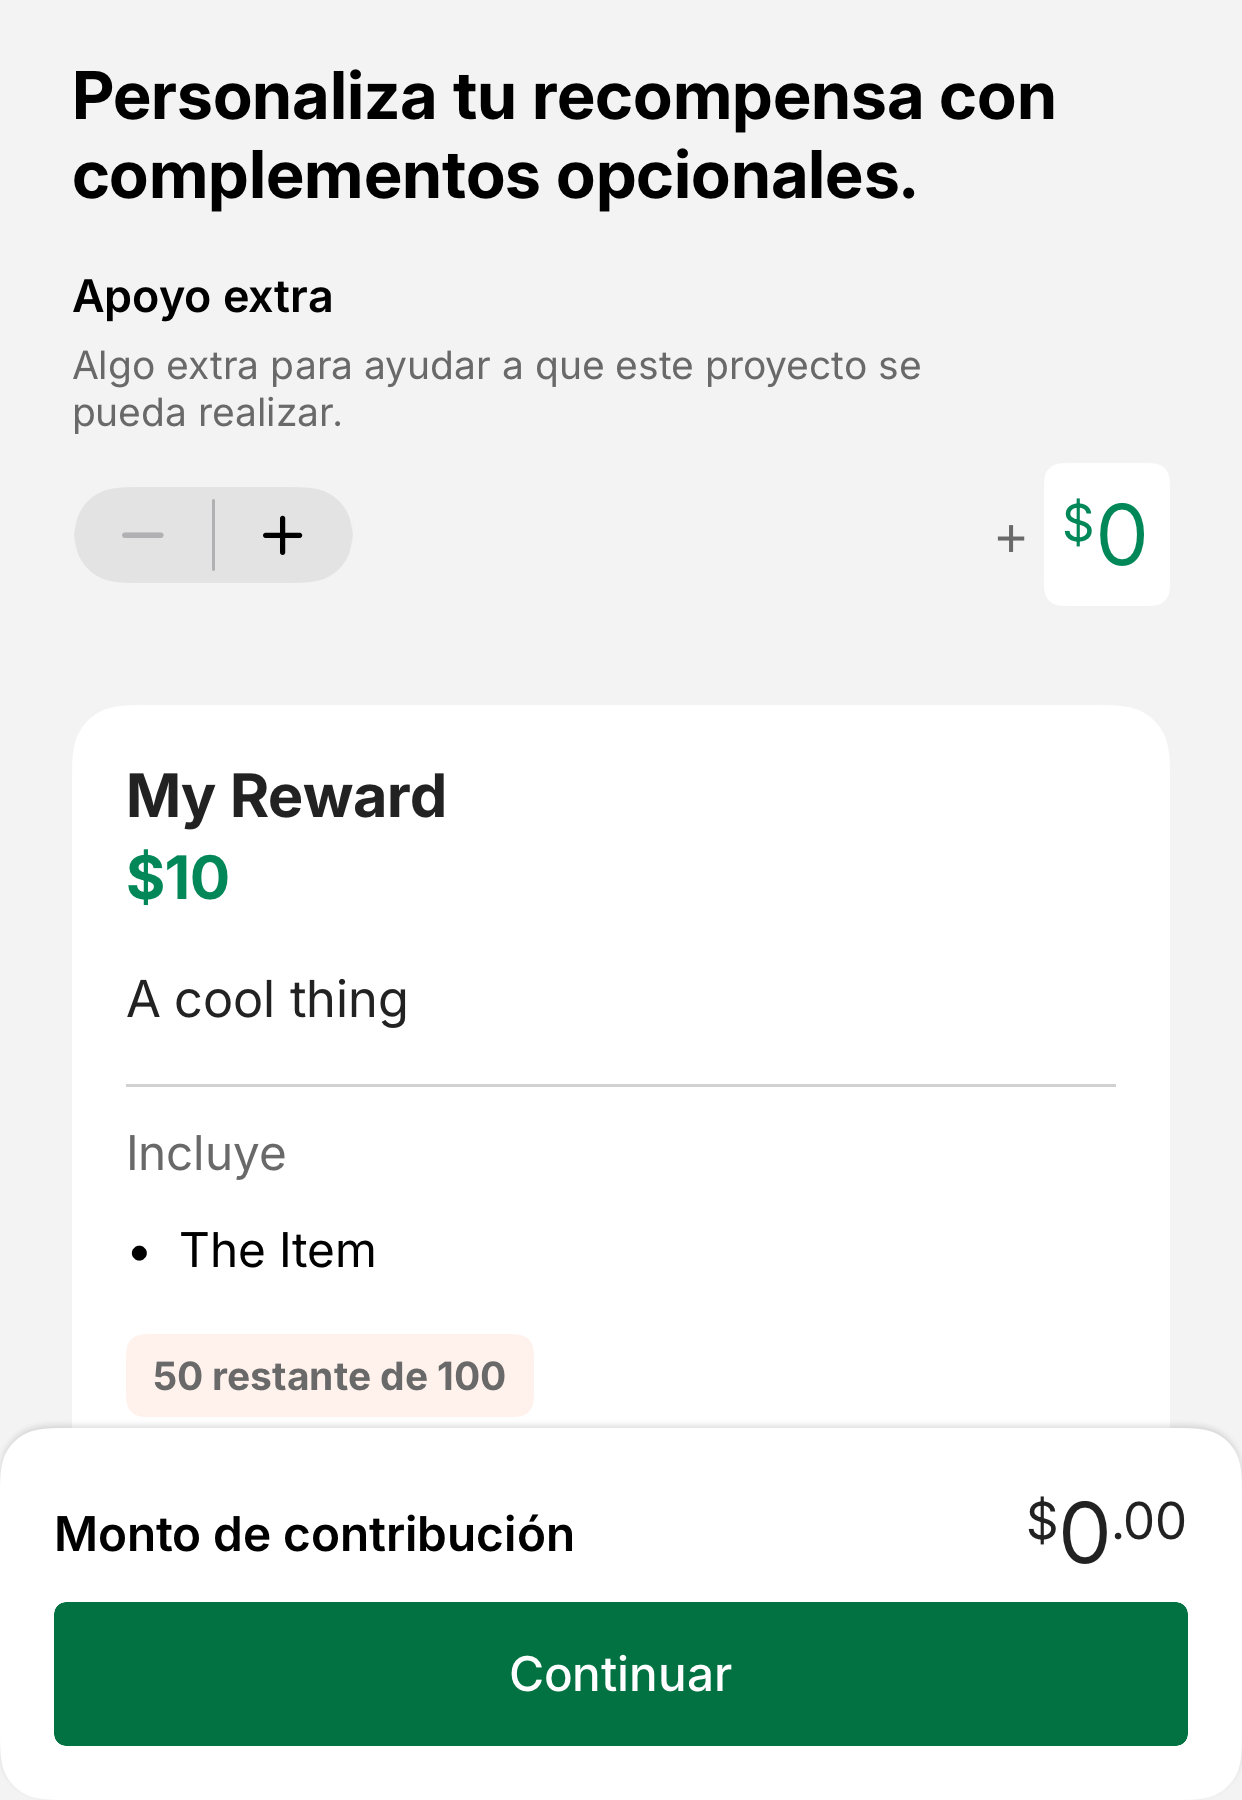 Personaliza tu recompensa con
complementos opcionales.
Apoyo extra
Algo extra para ayudar a que este proyecto se
pueda realizar.
+ $0
My Reward
$10
A cool thing
Incluye
• The Item
50 restante de 100
Monto de contribución $0.00
Continuar